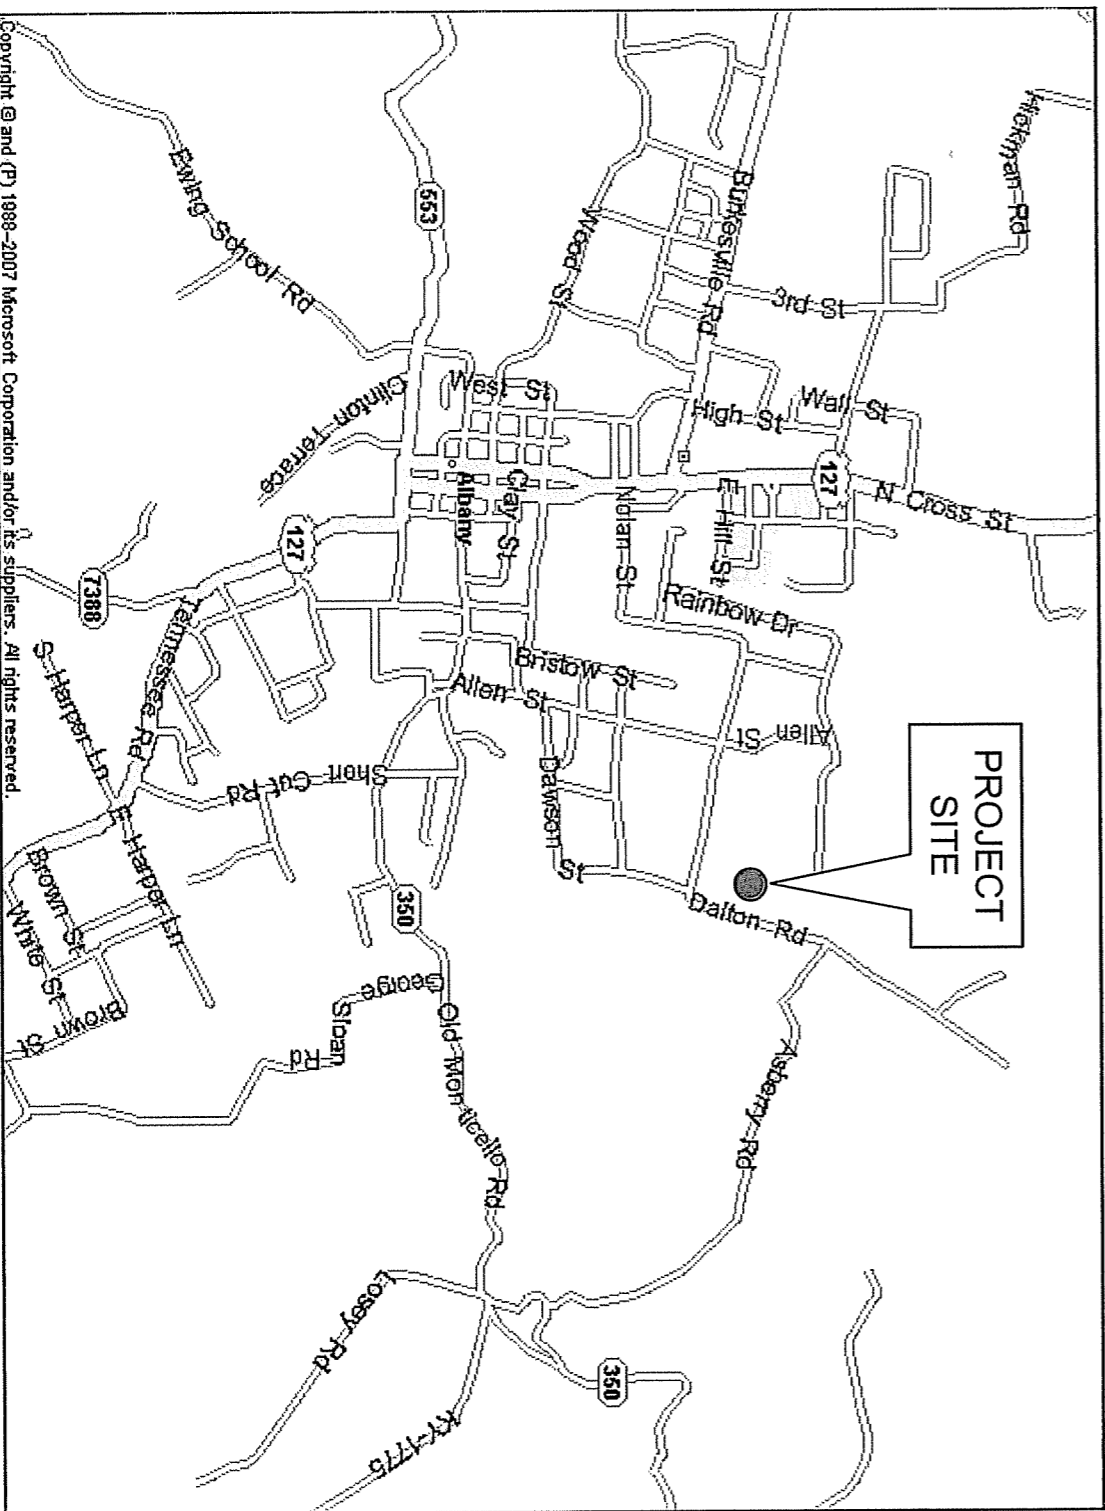 Hickman Rd
Burkesville Rd
3rd St
Wood St
553
Ewing School Rd
Wall St
High St
West St
Clinton Terrace
127
N Cross St
E Hill St
Nolan St
Clay St
Albany
127
7388
Rainbow Dr
Bristow St
Allen St
Allen St
Tennessee Rd
S Harper Ln
Short Cut Rd
Dawson St
PROJECT
SITE
Dalton Rd
E Harper Ln
Brown St
White St
Brown St
350
George Sloan Rd
Old Monticello Rd
Asberry Rd
Losey Rd
350
KY-1775
Copyright © and (P) 1988–2007 Microsoft Corporation and/or its suppliers. All rights reserved.